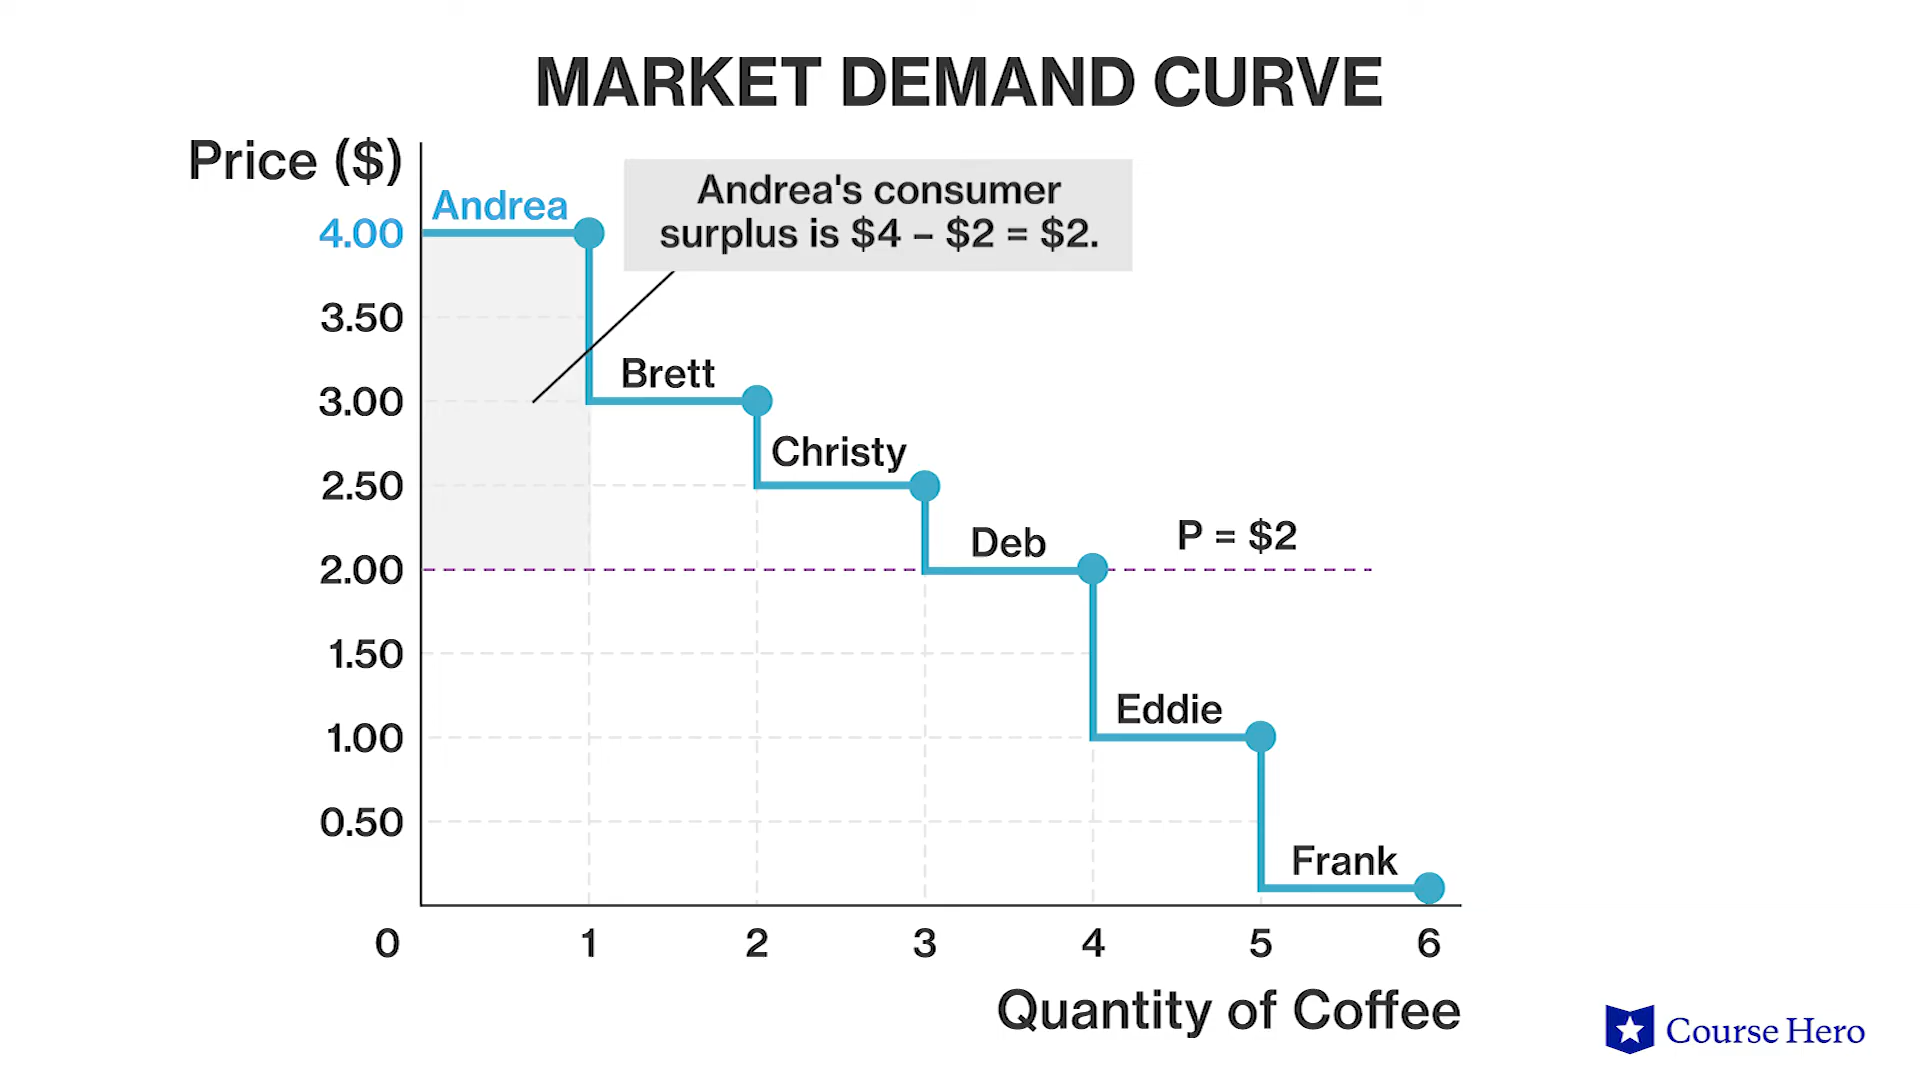 MARKET DEMAND CURVE
Price ($)
Andrea
Andrea's consumer
surplus is $4 – $2 = $2.
4.00
3.50
Brett
3.00
Christy
2.50
Deb
P = $2
2.00
1.50
Eddie
1.00
0.50
Frank
0 1 2 3 4 5 6
Quantity of Coffee
Course Hero